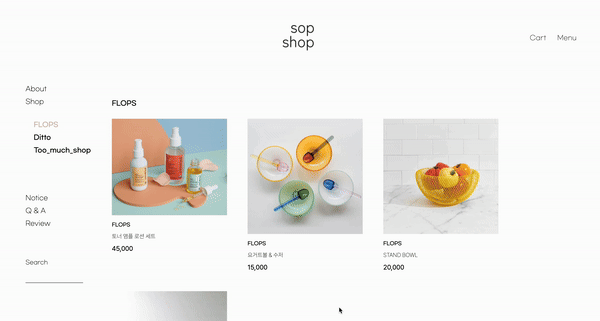 sop
shop
Cart Menu
About
Shop
FLOPS
Ditto
Too_much_shop
Notice
Q & A
Review
Search
FLOPS
FLOPS
토너 앰플 로션 세트
45,000
FLOPS
요거트볼 & 수저
15,000
FLOPS
STAND BOWL
20,000